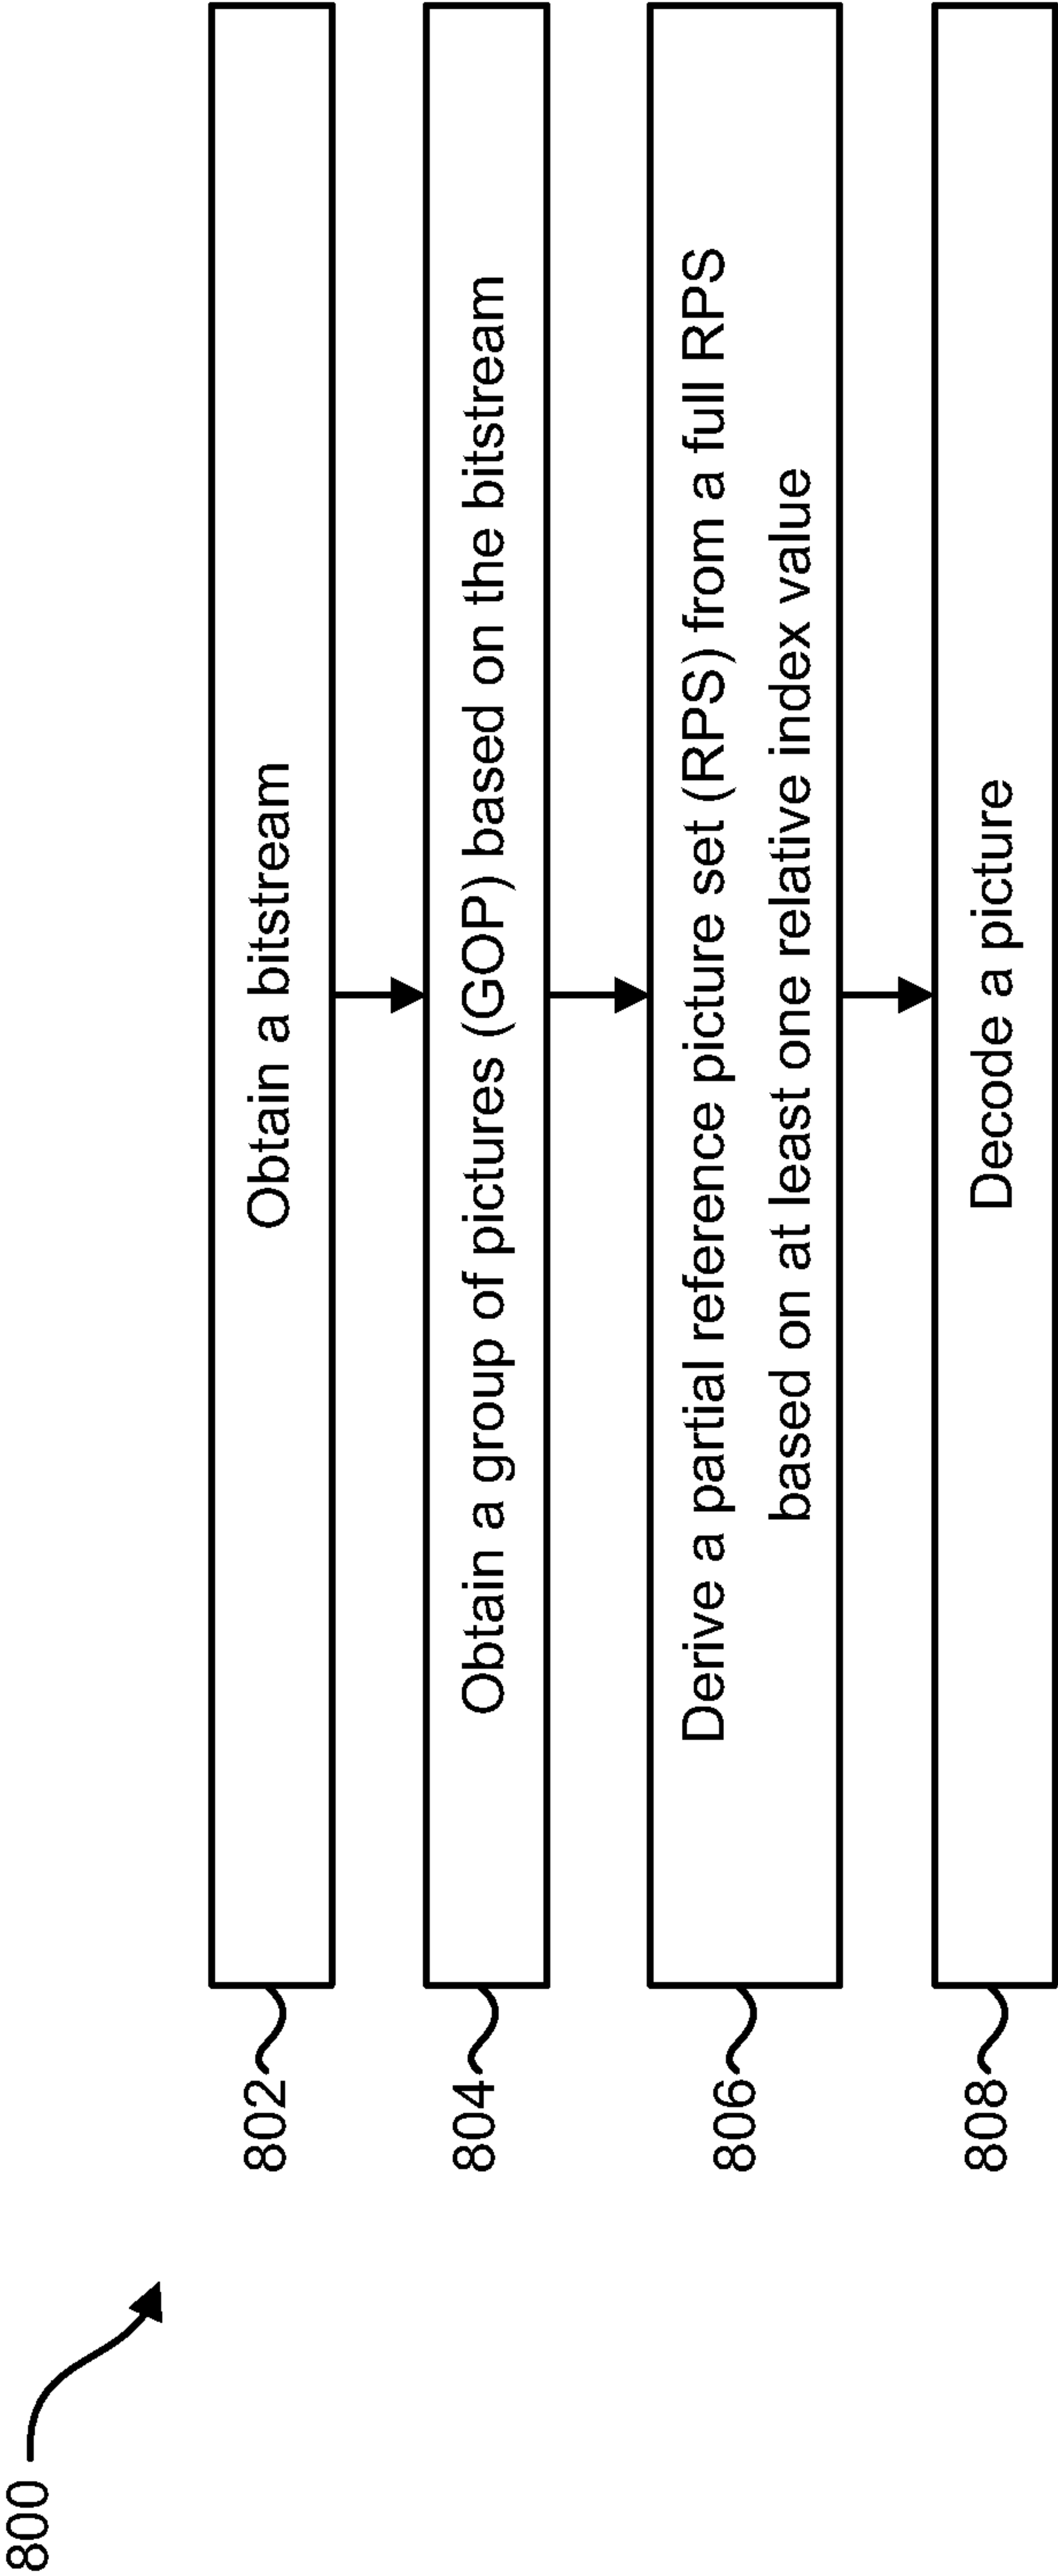 800
802
Obtain a bitstream
804
Obtain a group of pictures (GOP) based on the bitstream
806
Derive a partial reference picture set (RPS) from a full RPS
based on at least one relative index value
808
Decode a picture